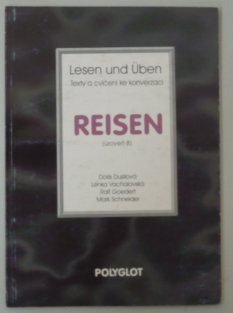 Lesen und Üben
Texty a cvičení ke konverzaci
REISEN
(úroveň B)
Doris Dusilová
Lenka Vachalovská
Ralf Goedert
Mark Schneider
POLYGLOT